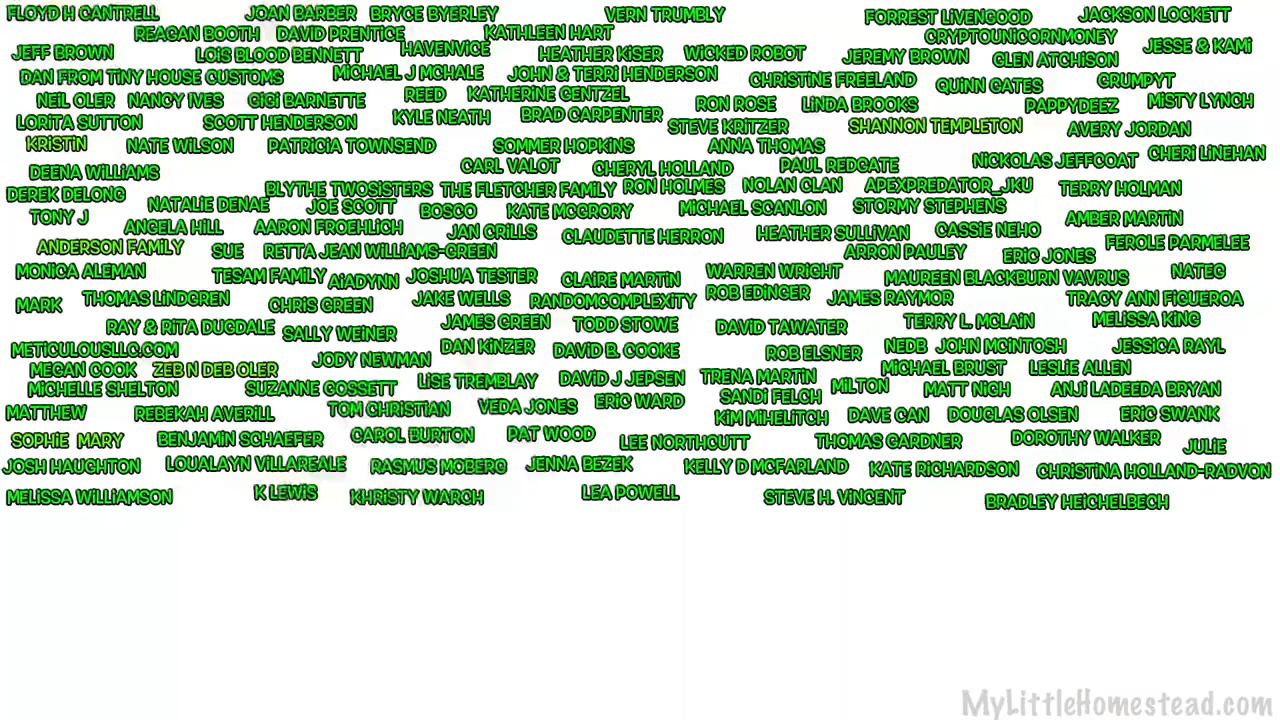 FLOYD H CANTRELL JOAN BARBER BRYCE BYERLEY VERN TRUMBLY FORREST LIVENGOOD JACKSON LOCKETT
REAGAN BOOTH DAVID PRENTICE KATHLEEN HART CRYPTOUNICORNMONEY
JEFF BROWN LOIS BLOOD BENNETT HAVENVICE HEATHER KISER WICKED ROBOT JEREMY BROWN GLEN ATCHISON JESSE & KAMI
DAN FROM TINY HOUSE CUSTOMS MICHAEL J MCHALE JOHN & TERRI HENDERSON CHRISTINE FREELAND QUINN GATES GRUMPYT
NEIL OLER NANCY IVES GIGI BARNETTE REED KATHERINE GENTZEL RON ROSE LINDA BROOKS PAPPYDEEZ MISTY LYNCH
LORITA SUTTON SCOTT HENDERSON KYLE NEATH BRAD CARPENTER STEVE KRITZER SHANNON TEMPLETON AVERY JORDAN
KRISTIN NATE WILSON PATRICIA TOWNSEND SOMMER HOPKINS ANNA THOMAS NICKOLAS JEFFCOAT CHERI LINEHAN
DEENA WILLIAMS CARL VALOT CHERYL HOLLAND PAUL REDGATE
DEREK DELONG BLYTHE TWOSISTERS THE FLETCHER FAMILY RON HOLMES NOLAN CLAN APEXPREDATOR_JKU TERRY HOLMAN
TONY J NATALIE DENAE JOE SCOTT BOSCO KATE MCGRORY MICHAEL SCANLON STORMY STEPHENS AMBER MARTIN
ANGELA HILL AARON FROEHLICH JAN CRILLS CLAUDETTE HERRON HEATHER SULLIVAN CASSIE NEHO
ANDERSON FAMILY SUE RETTA JEAN WILLIAMS-GREEN ARRON PAULEY ERIC JONES FEROLE PARMELEE
MONICA ALEMAN TESAM FAMILY AIADYNN JOSHUA TESTER CLAIRE MARTIN WARREN WRIGHT MAUREEN BLACKBURN VAVRUS NATEG
MARK THOMAS LINDGREN CHRIS GREEN JAKE WELLS RANDOMCOMPLEXITY ROB EDINGER JAMES RAYMOR TRACY ANN FIGUEROA
RAY & RITA DUGDALE SALLY WEINER JAMES GREEN TODD STOWE DAVID TAWATER TERRY L. MCLAIN MELISSA KING
METICULOUSLLC.COM DAN KINZER DAVID B. COOKE ROB ELSNER NEDB JOHN MCINTOSH JESSICA RAYL
MEGAN COOK ZEB N DEB OLER JODY NEWMAN MICHAEL BRUST LESLIE ALLEN
MICHELLE SHELTON SUZANNE GOSSETT LISE TREMBLAY DAVID J JEPSEN TRENA MARTIN MILTON MATT NIGH ANJI LADEEDA BRYAN
MATTHEW REBEKAH AVERILL TOM CHRISTIAN VEDA JONES ERIC WARD SANDI FELCH
KIM MIHELITCH DAVE CAN DOUGLAS OLSEN ERIC SWANK
SOPHIE MARY BENJAMIN SCHAEFER CAROL BURTON PAT WOOD LEE NORTHCUTT THOMAS GARDNER DOROTHY WALKER JULIE
JOSH HAUGHTON LOUALAYN VILLAREALE RASMUS MOBERG JENNA BEZEK KELLY D MCFARLAND KATE RICHARDSON CHRISTINA HOLLAND-RADVON
MELISSA WILLIAMSON K LEWIS KHRISTY WARCH LEA POWELL STEVE H. VINCENT BRADLEY HEICHELBECH
MyLittleHomestead.com